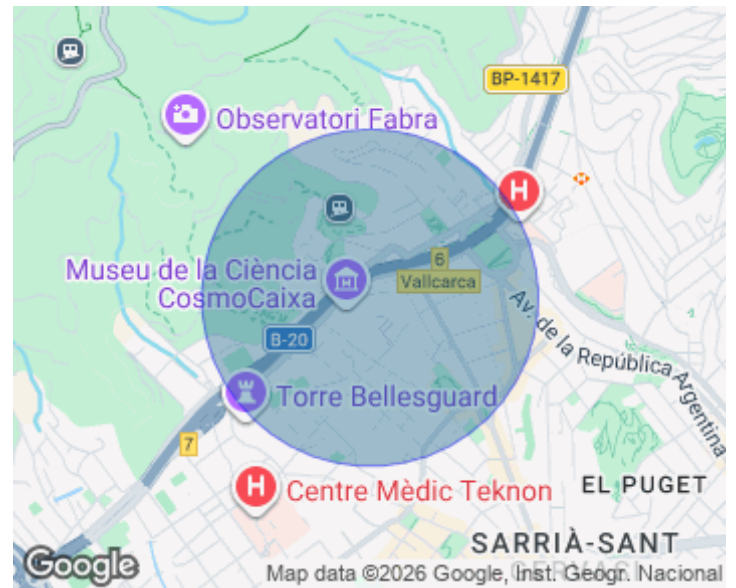 BP-1417
Observatori Fabra
H
Museu de la Ciència
CosmoCaixa
6
Vallcarca
B-20
Av. de la República Argentina
Torre Bellesguard
7
H
Centre Mèdic Teknon
EL PUGET
SARRIÀ-SANT
GERVASI
Google
Map data ©2026 Google, Inst. Geogr. Nacional